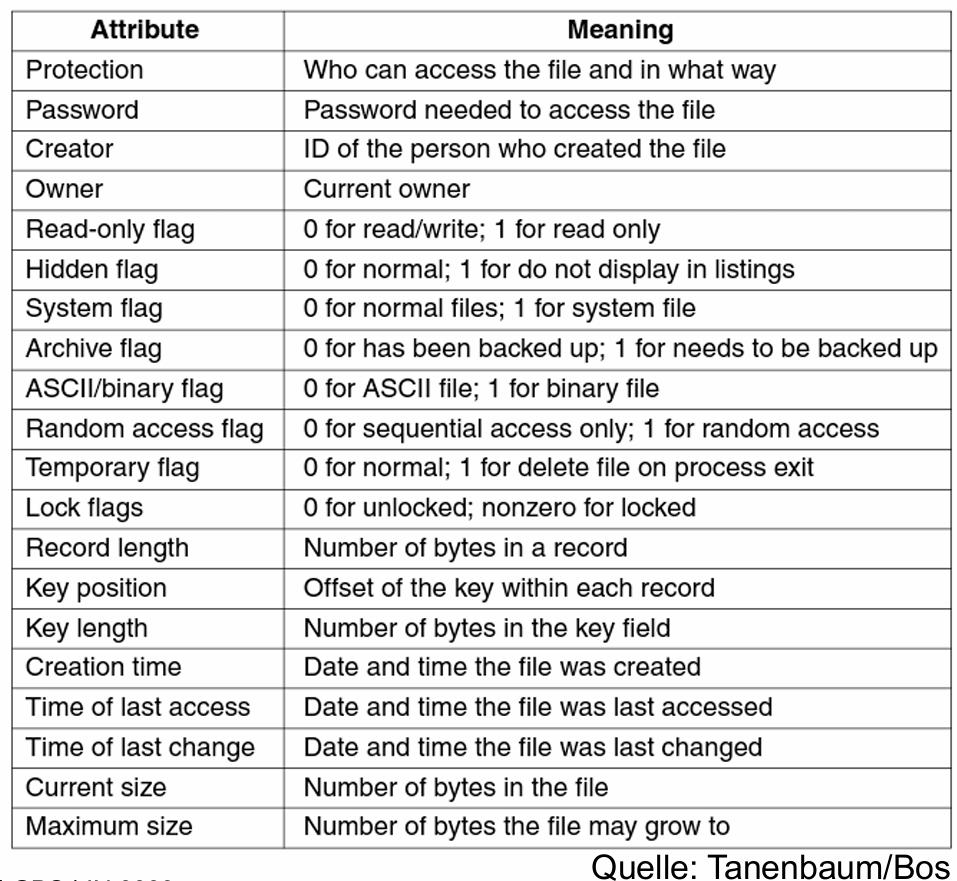 Attribute Meaning
Protection Who can access the file and in what way
Password Password needed to access the file
Creator ID of the person who created the file
Owner Current owner
Read-only flag 0 for read/write; 1 for read only
Hidden flag 0 for normal; 1 for do not display in listings
System flag 0 for normal files; 1 for system file
Archive flag 0 for has been backed up; 1 for needs to be backed up
ASCII/binary flag 0 for ASCII file; 1 for binary file
Random access flag 0 for sequential access only; 1 for random access
Temporary flag 0 for normal; 1 for delete file on process exit
Lock flags 0 for unlocked; nonzero for locked
Record length Number of bytes in a record
Key position Offset of the key within each record
Key length Number of bytes in the key field
Creation time Date and time the file was created
Time of last access Date and time the file was last accessed
Time of last change Date and time the file was last changed
Current size Number of bytes in the file
Maximum size Number of bytes the file may grow to
Quelle: Tanenbaum/Bos